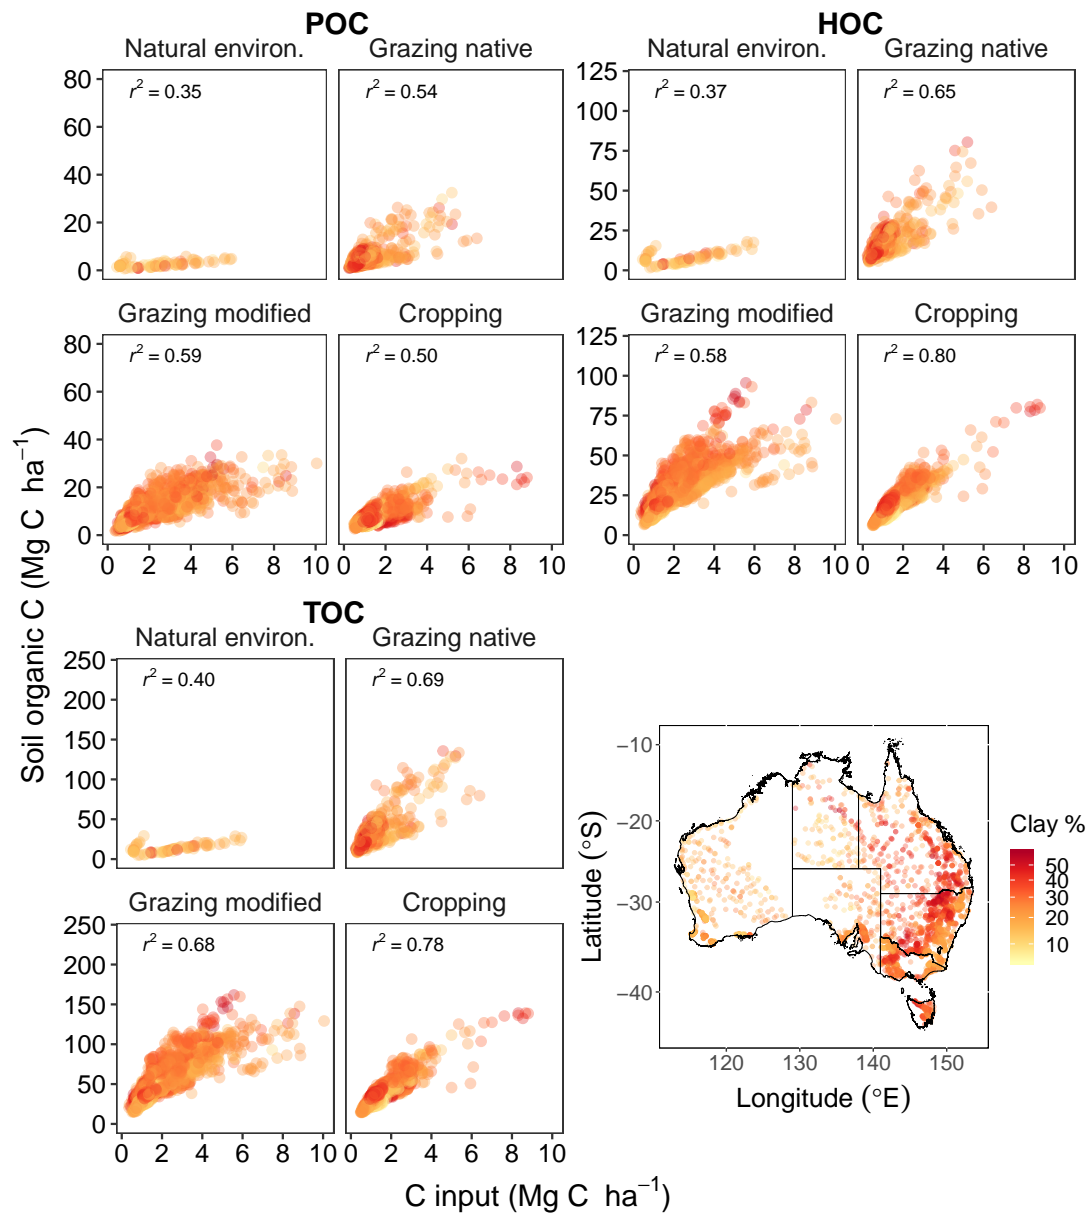 POC
HOC
Natural environ.
Grazing native
Natural environ.
Grazing native
80
60
40
20
0
r² = 0.35
r² = 0.54
125
100
75
50
25
0
r² = 0.37
r² = 0.65
Grazing modified
Cropping
Grazing modified
Cropping
80
60
40
20
0
r² = 0.59
r² = 0.50
125
100
75
50
25
0
r² = 0.58
r² = 0.80
0 2 4 6 8 10
0 2 4 6 8 10
0 2 4 6 8 10
0 2 4 6 8 10
Soil organic C (Mg C ha⁻¹)
TOC
Natural environ.
Grazing native
250
200
150
100
50
0
r² = 0.40
r² = 0.69
Grazing modified
Cropping
250
200
150
100
50
0
r² = 0.68
r² = 0.78
0 2 4 6 8 10
0 2 4 6 8 10
C input (Mg C ha⁻¹)
−10
−20
−30
−40
Latitude (°S)
120 130 140 150
Longitude (°E)
Clay %
50
40
30
20
10